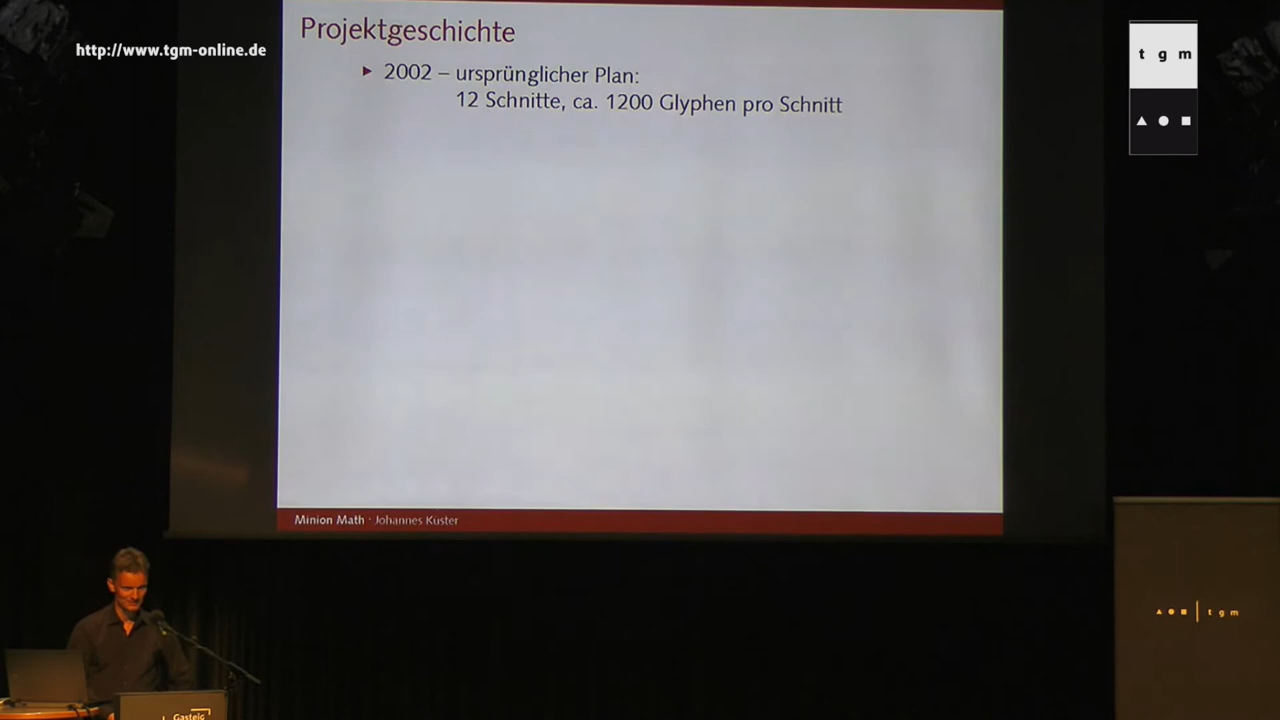 Projektgeschichte
http://www.tgm-online.de
t g m
▶ 2002 – ursprünglicher Plan:
12 Schnitte, ca. 1200 Glyphen pro Schnitt
Minion Math · Johannes Küster
t g m
Gasteig